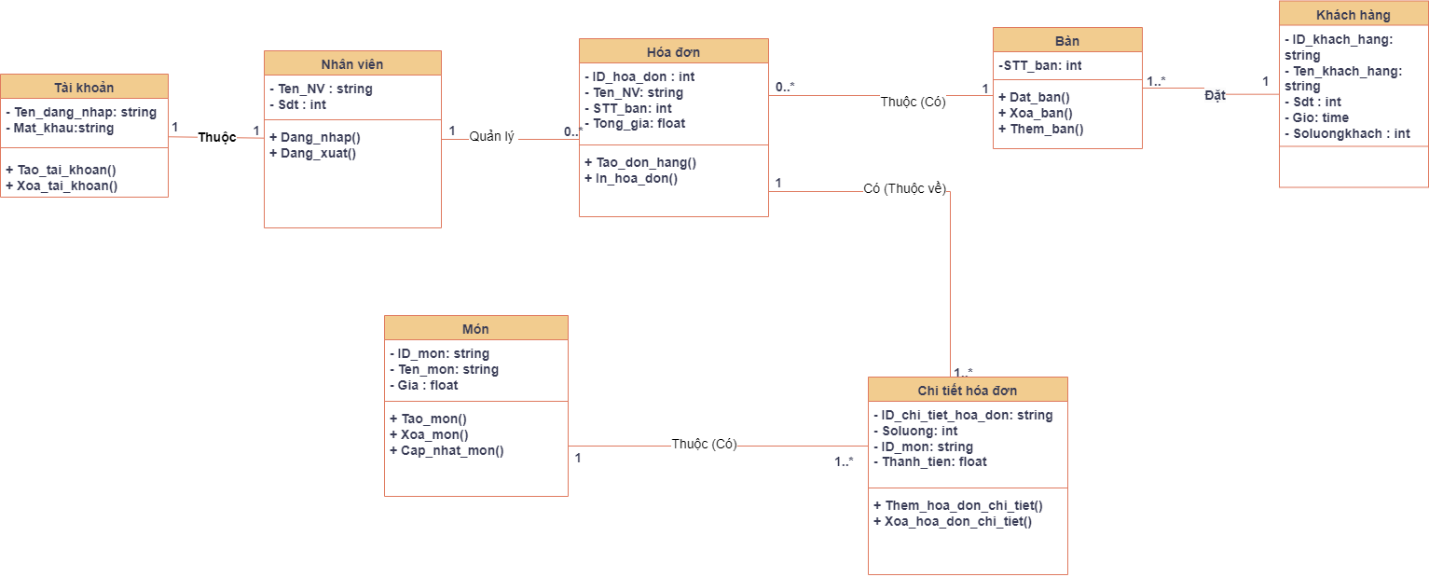 Tài khoản
- Ten_dang_nhap: string
- Mat_khau:string
+ Tao_tai_khoan()
+ Xoa_tai_khoan()
1
Thuộc
1
Nhân viên
- Ten_NV : string
- Sdt : int
+ Dang_nhap()
+ Dang_xuat()
1
Quản lý
0..*
Hóa đơn
- ID_hoa_don : int
- Ten_NV: string
- STT_ban: int
- Tong_gia: float
+ Tao_don_hang()
+ In_hoa_don()
0..*
Thuộc (Có)
1
Bàn
-STT_ban: int
+ Dat_ban()
+ Xoa_ban()
+ Them_ban()
1..*
Đặt
1
Khách hàng
- ID_khach_hang:
string
- Ten_khach_hang:
string
- Sdt : int
- Gio: time
- Soluongkhach : int
1
Có (Thuộc về)
1..*
Món
- ID_mon: string
- Ten_mon: string
- Gia : float
+ Tao_mon()
+ Xoa_mon()
+ Cap_nhat_mon()
1
Thuộc (Có)
1..*
Chi tiết hóa đơn
- ID_chi_tiet_hoa_don: string
- Soluong: int
- ID_mon: string
- Thanh_tien: float
+ Them_hoa_don_chi_tiet()
+ Xoa_hoa_don_chi_tiet()